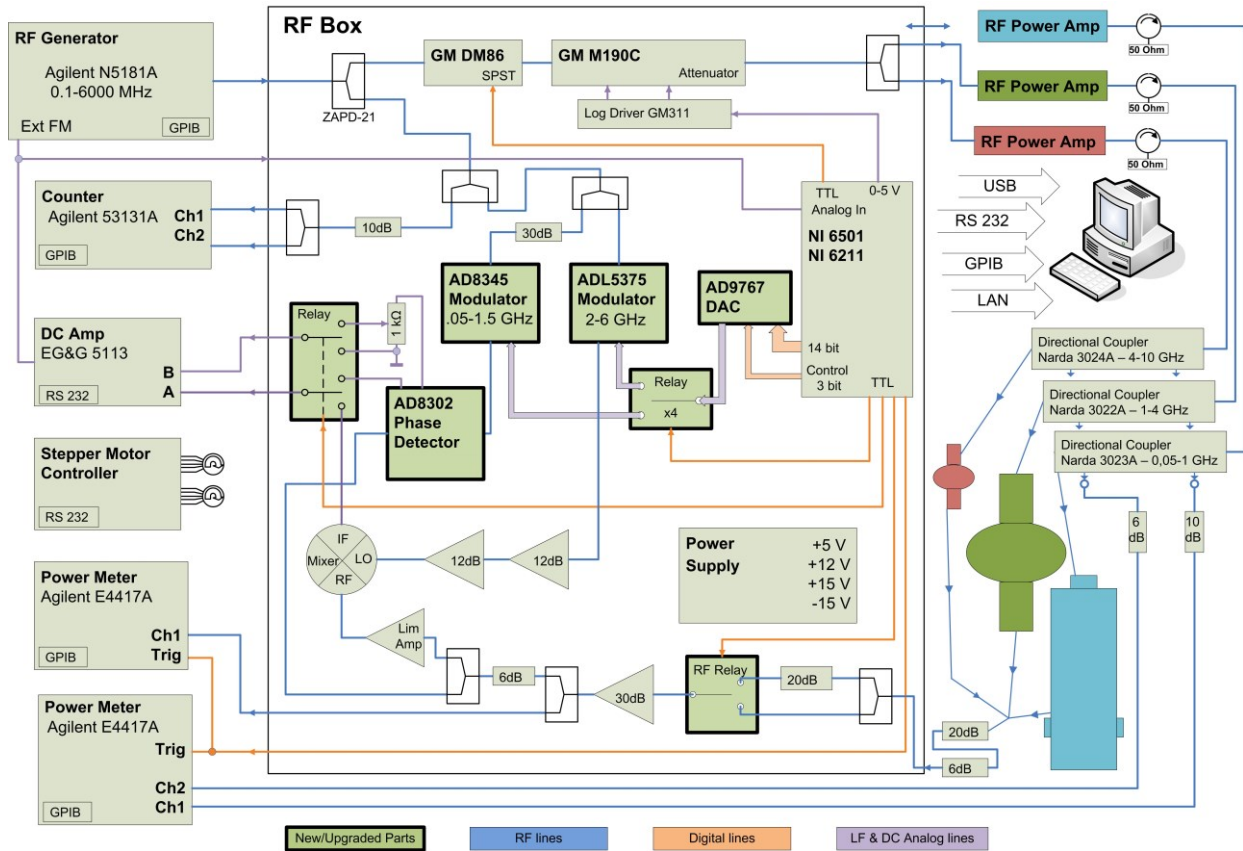 RF Generator
Agilent N5181A
0.1-6000 MHz
Ext FM
GPIB
Counter
Agilent 53131A
Ch1
Ch2
GPIB
DC Amp
EG&G 5113
B
A
RS 232
Stepper Motor
Controller
RS 232
Power Meter
Agilent E4417A
Ch1
Trig
GPIB
Power Meter
Agilent E4417A
Trig
Ch2
Ch1
GPIB
RF Box
ZAPD-21
GM DM86
SPST
GM M190C
Attenuator
Log Driver GM311
10dB
30dB
TTL
0-5 V
Analog In
NI 6501
NI 6211
14 bit
Control
3 bit
TTL
AD8345
Modulator
.05-1.5 GHz
ADL5375
Modulator
2-6 GHz
AD9767
DAC
Relay
1 kΩ
AD8302
Phase
Detector
Relay
x4
IF
Mixer
LO
RF
12dB
12dB
Power
Supply
+5 V
+12 V
+15 V
-15 V
Lim
Amp
6dB
30dB
RF Relay
20dB
RF Power Amp
50 Ohm
RF Power Amp
50 Ohm
RF Power Amp
50 Ohm
USB
RS 232
GPIB
LAN
Directional Coupler
Narda 3024A – 4-10 GHz
Directional Coupler
Narda 3022A – 1-4 GHz
Directional Coupler
Narda 3023A – 0,05-1 GHz
6
dB
10
dB
20dB
6dB
New/Upgraded Parts
RF lines
Digital lines
LF & DC Analog lines